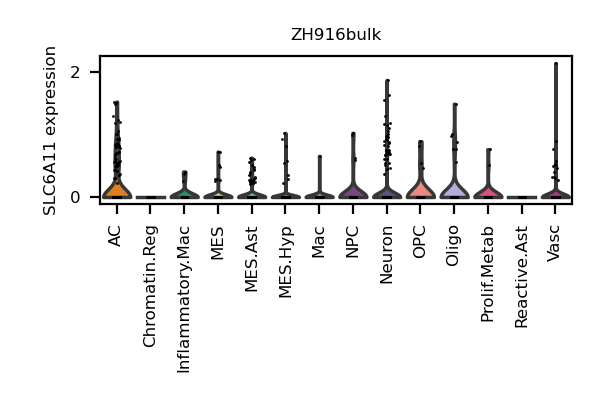 ZH916bulk
SLC6A11 expression
2
0
AC
Chromatin.Reg
Inflammatory.Mac
MES
MES.Ast
MES.Hyp
Mac
NPC
Neuron
OPC
Oligo
Prolif.Metab
Reactive.Ast
Vasc